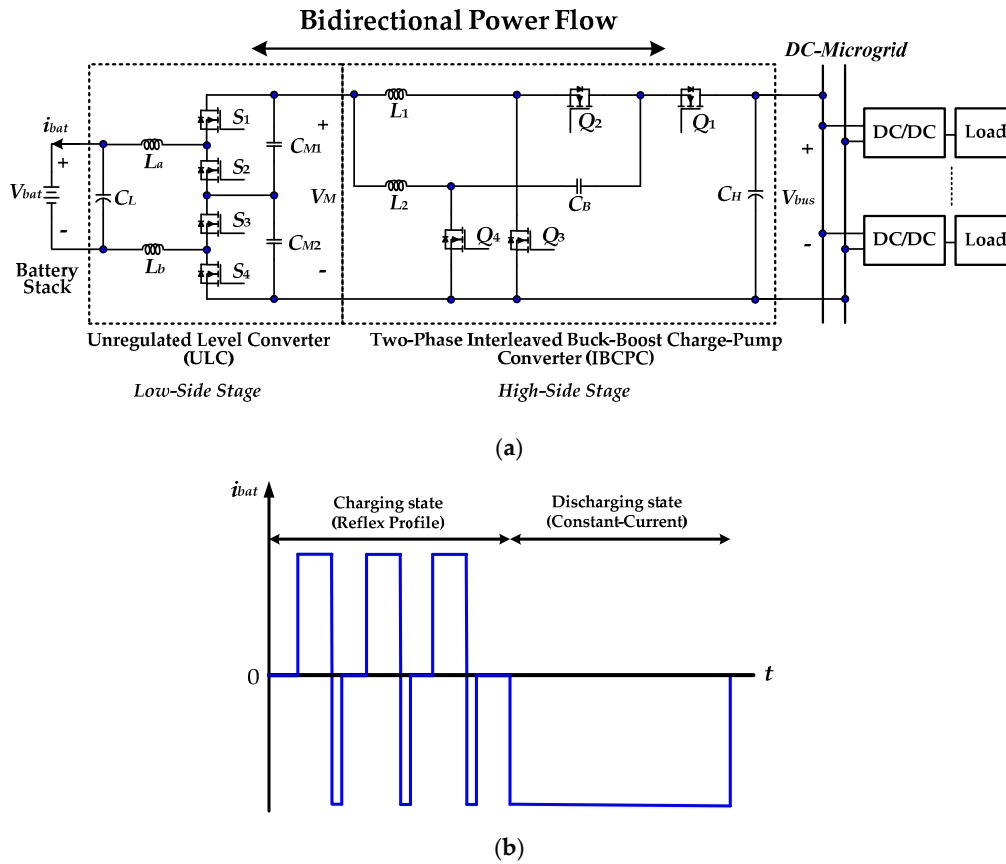 Bidirectional Power Flow
DC-Microgrid
S1
L1
Q2
Q1
ibat
La
S2
CM1
DC/DC
Load
+
+
+
Vbat
CL
VM
L2
CB
CH
Vbus
-
S3
Q4
Q3
-
Lb
CM2
-
DC/DC
Load
Battery
Stack
S4
Unregulated Level Converter
(ULC)
Two-Phase Interleaved Buck-Boost Charge-Pump
Converter (IBCPC)
Low-Side Stage
High-Side Stage
(a)
ibat
Charging state
(Reflex Profile)
Discharging state
(Constant-Current)
0
t
(b)